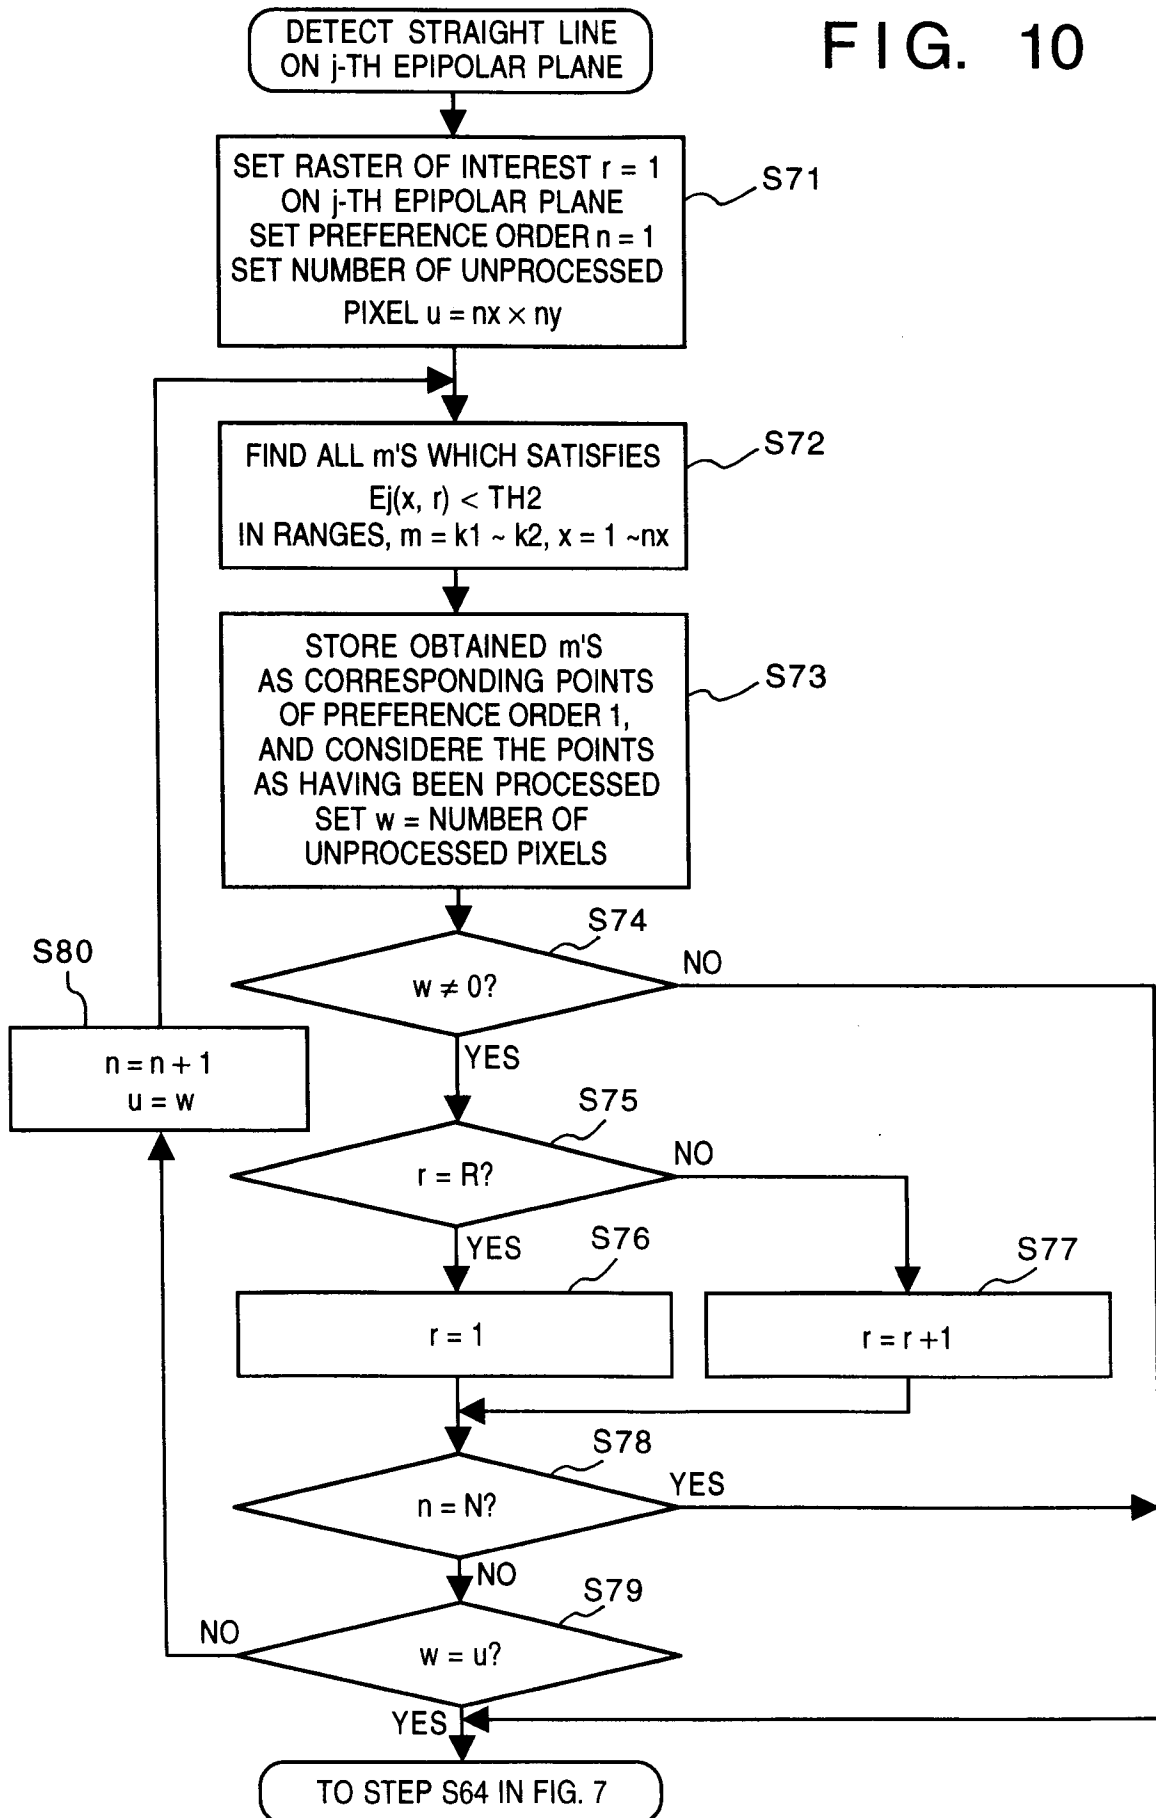 FIG. 10
DETECT STRAIGHT LINE
ON j-TH EPIPOLAR PLANE
SET RASTER OF INTEREST r = 1
ON j-TH EPIPOLAR PLANE
SET PREFERENCE ORDER n = 1
SET NUMBER OF UNPROCESSED
PIXEL u = nx × ny
S71
FIND ALL m'S WHICH SATISFIES
Ej(x, r) < TH2
IN RANGES, m = k1 ~ k2, x = 1 ~nx
S72
STORE OBTAINED m'S
AS CORRESPONDING POINTS
OF PREFERENCE ORDER 1,
AND CONSIDERE THE POINTS
AS HAVING BEEN PROCESSED
SET w = NUMBER OF
UNPROCESSED PIXELS
S73
S74
w ≠ 0?
NO
YES
S80
n = n + 1
u = w
S75
r = R?
NO
YES
S76
r = 1
S77
r = r +1
S78
n = N?
YES
NO
S79
w = u?
NO
YES
TO STEP S64 IN FIG. 7